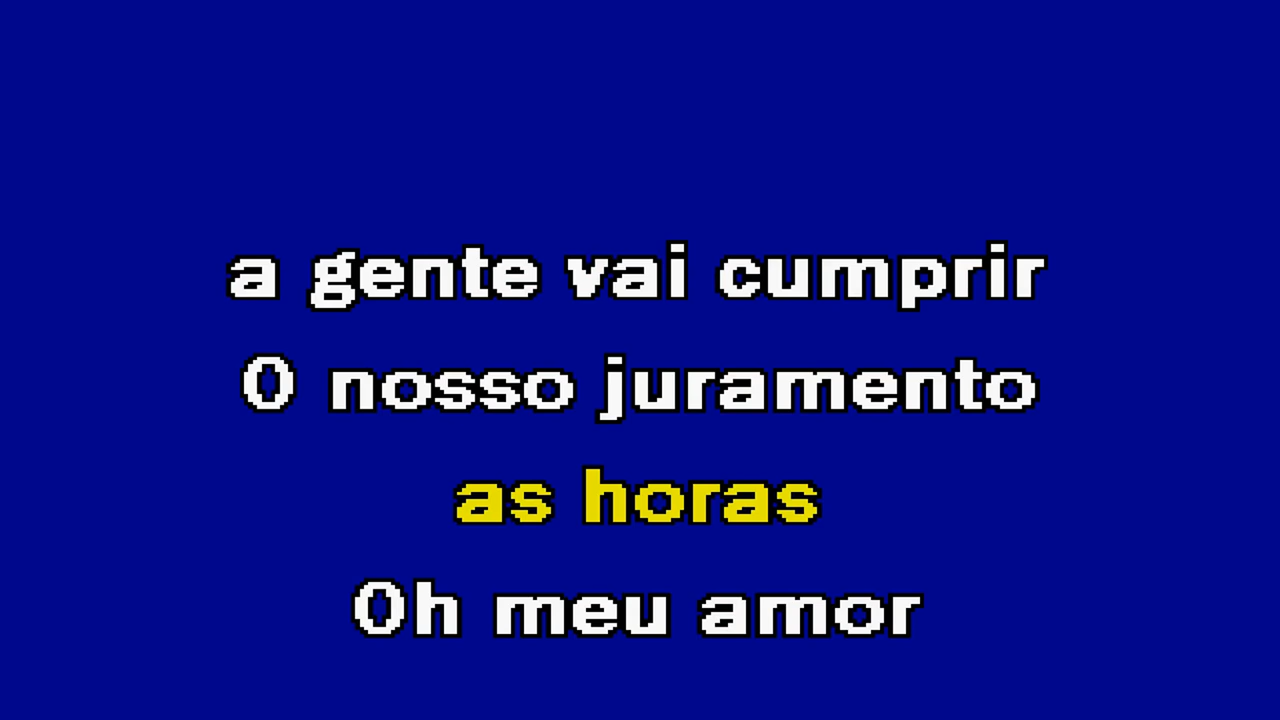 a gente vai cumprir
O nosso juramento
as horas
Oh meu amor